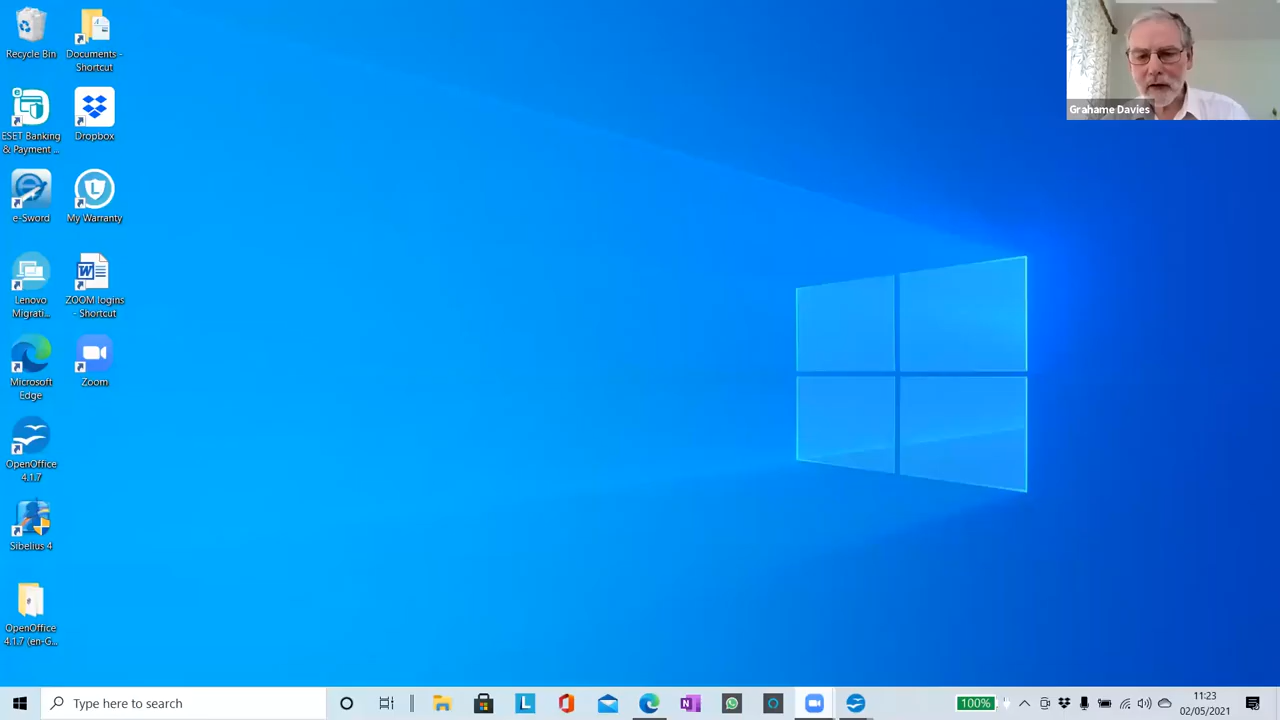 Recycle Bin
Documents -
Shortcut
ESET Banking
& Payment ...
Dropbox
e-Sword
My Warranty
Lenovo
Migrati...
ZOOM logins
- Shortcut
Microsoft
Edge
Zoom
OpenOffice
4.1.7
Sibelius 4
OpenOffice
4.1.7 (en-G...
Grahame Davies
Type here to search
100%
11:23
02/05/2021